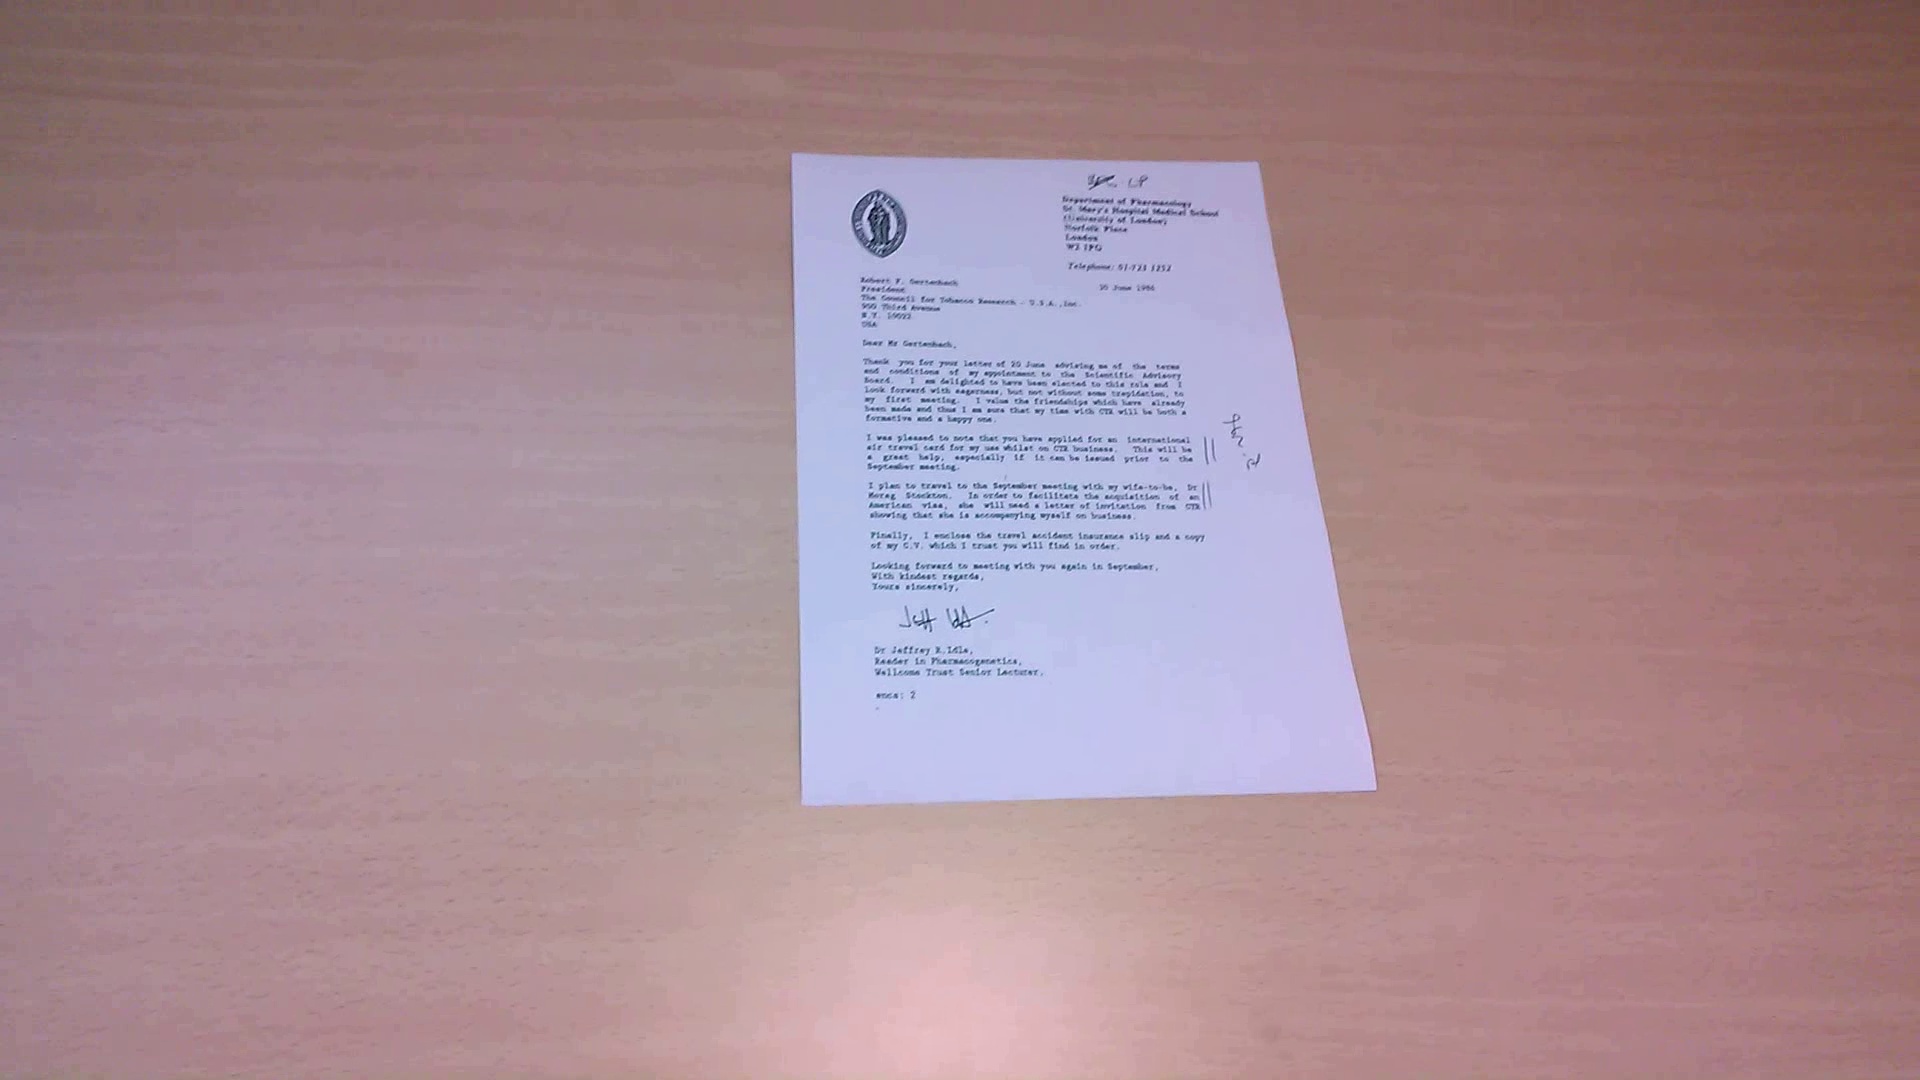 LP
Department of Pharmacology
St. Mary's Hospital Medical School
(University of London)
Norfolk Place
London
W2 1PG
Telephone: 01-723 1252
Robert F. Gertenbach
President
The Council for Tobacco Research - U.S.A.,Inc.
900 Third Avenue
N.Y. 10022
USA
June 1986
Dear Mr Gertenbach,
Thank you for your letter of 20 June advising me of the terms
and conditions of my appointment to the Scientific Advisory
Board. I am delighted to have been elected to this role and I
look forward with eagerness, but not without some trepidation, to
my first meeting. I value the friendships which have already
been made and thus I am sure that my time with CTR will be both a
formative and a happy one.
I was pleased to note that you have applied for an international
air travel card for my use whilst on CTR business. This will be
a great help, especially if it can be issued prior to the
September meeting.
I plan to travel to the September meeting with my wife-to-be, Dr
Morag Stockton. In order to facilitate the acquisition of an
American visa, she will need a letter of invitation from CTR
showing that she is accompanying myself on business.
Finally, I enclose the travel accident insurance slip and a copy
of my C.V. which I trust you will find in order.
Looking forward to meeting with you again in September,
With kindest regards,
Yours sincerely,
Dr Jeffrey R.Idle,
Reader in Pharmacogenetics,
Wellcome Trust Senior Lecturer.
encs: 2